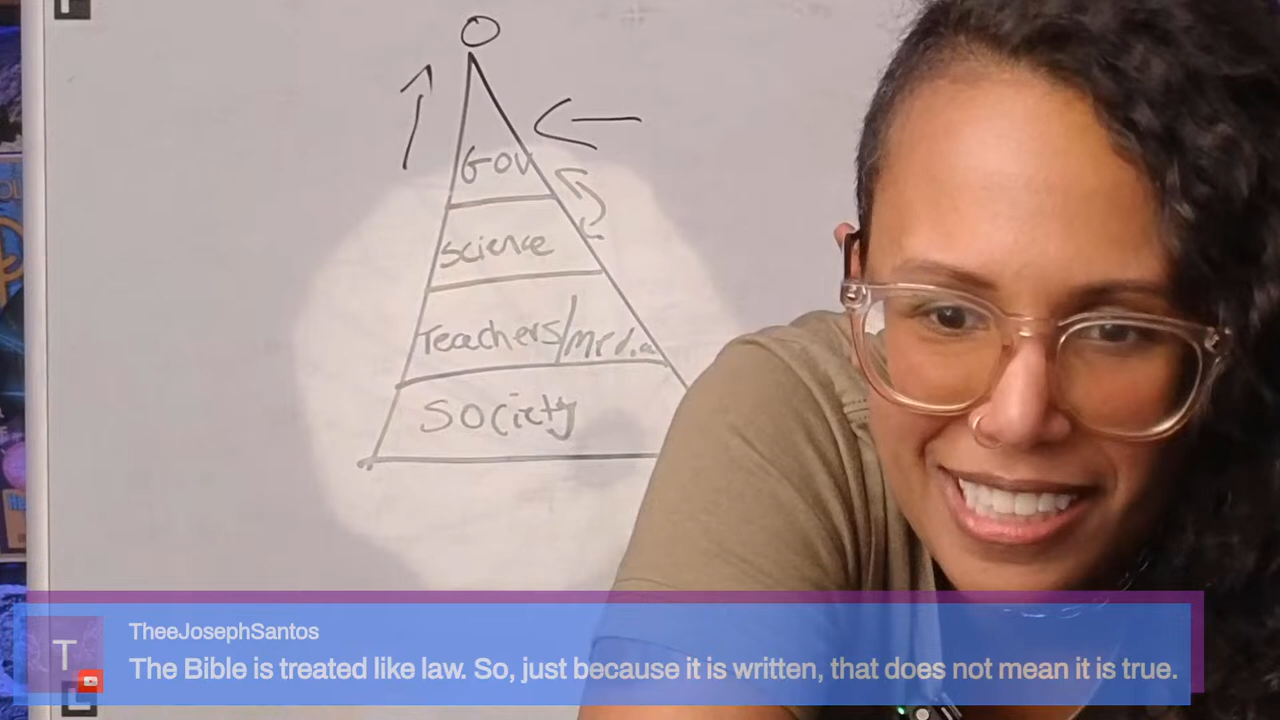 Gov
Science
Teachers/Media
Society
T
TheeJosephSantos
The Bible is treated like law. So, just because it is written, that does not mean it is true.